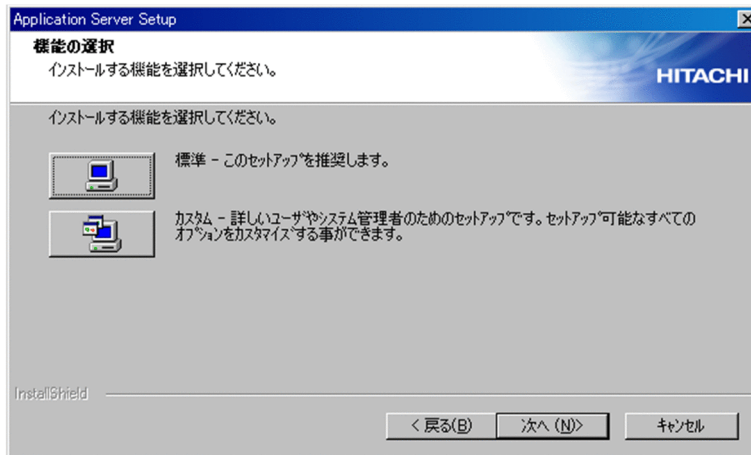 Application Server Setup
機能の選択
インストールする機能を選択してください。
HITACHI
インストールする機能を選択してください。
標準 - このセットアップを推奨します。
カスタム - 詳しいユーザやシステム管理者のためのセットアップです。セットアップ可能なすべての
オプションをカスタマイズする事ができます。
InstallShield
< 戻る(B)
次へ (N)>
キャンセル